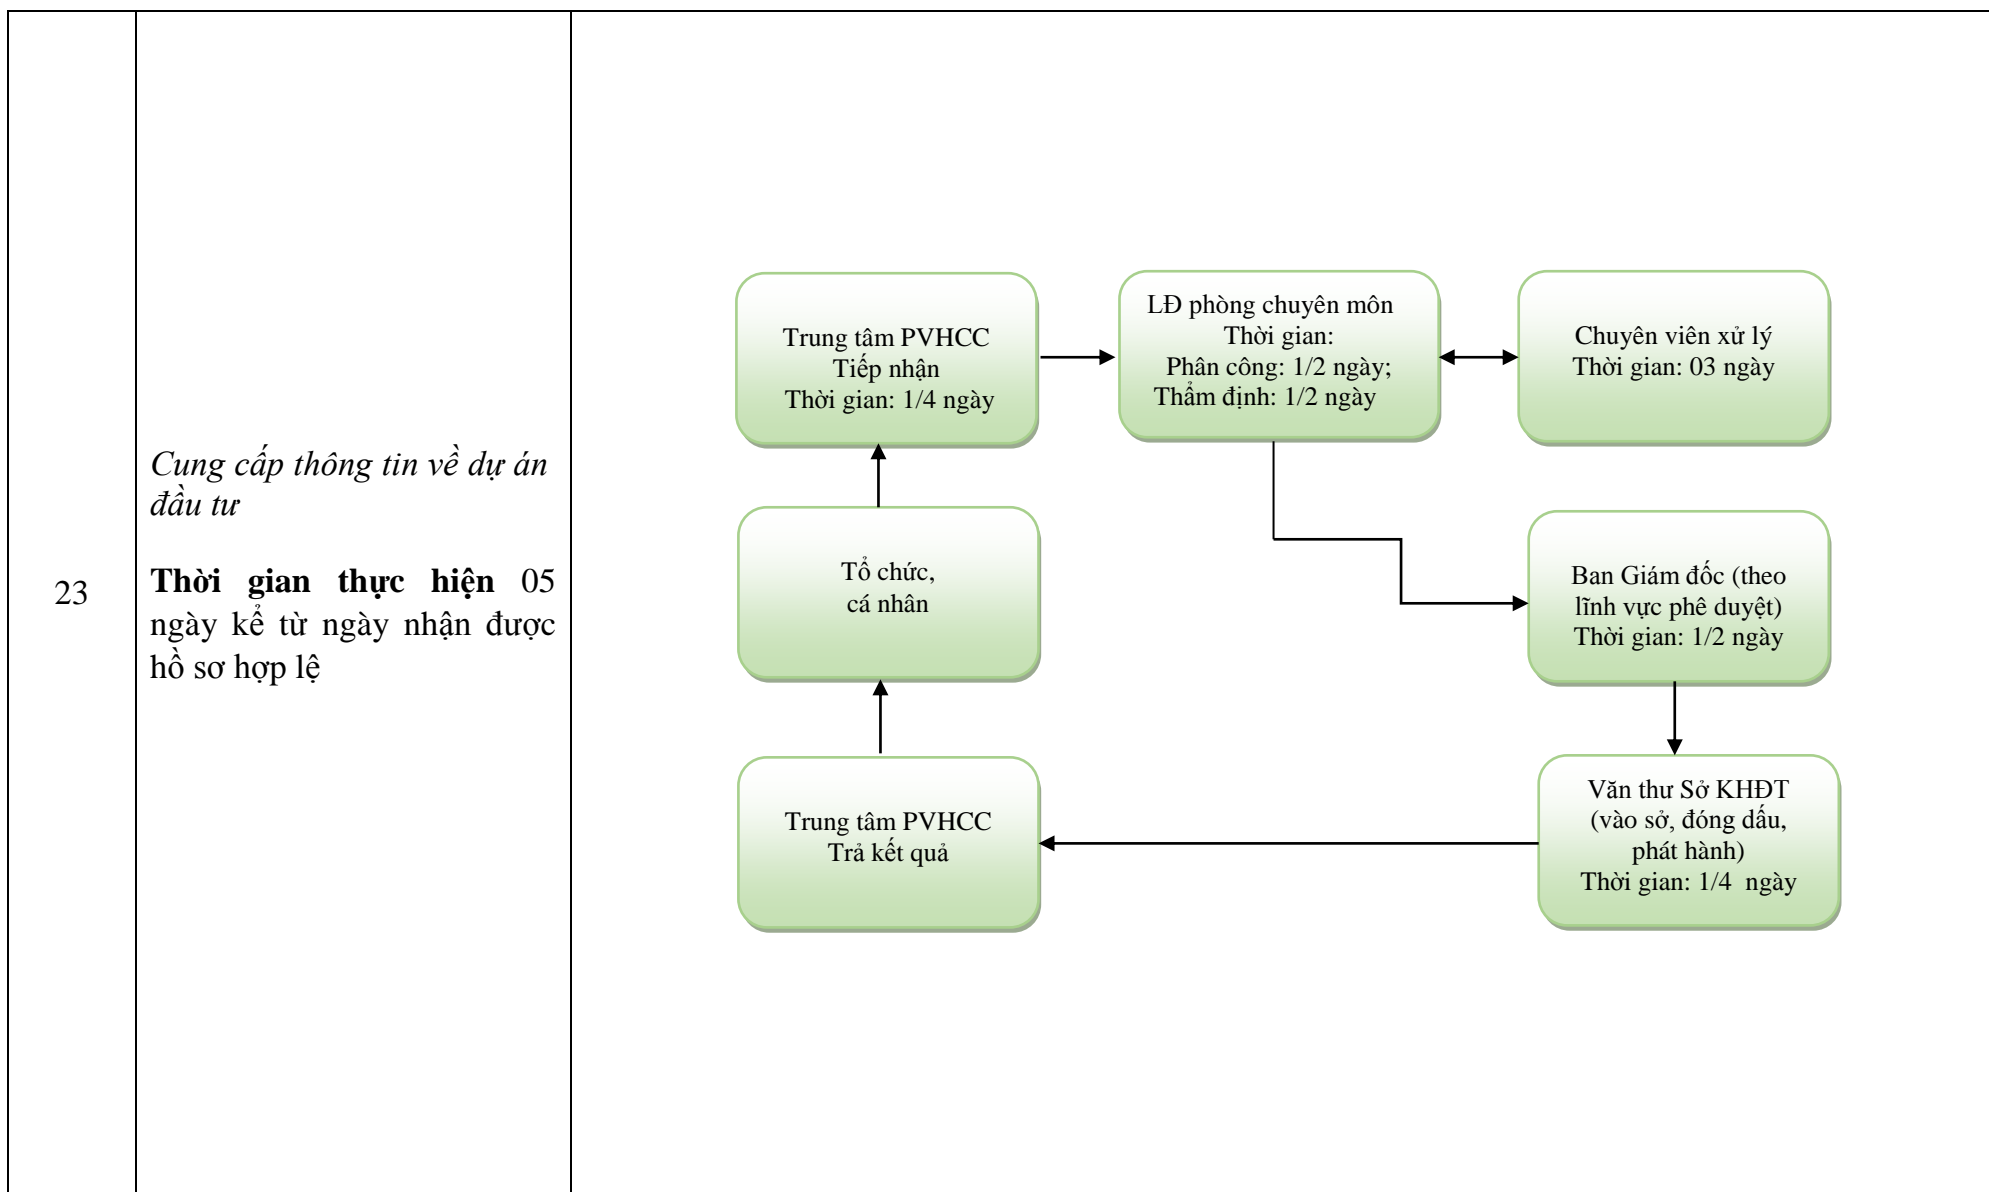 23
Cung cấp thông tin về dự án
đầu tư
Thời gian thực hiện 05
ngày kể từ ngày nhận được
hồ sơ hợp lệ
Trung tâm PVHCC
Tiếp nhận
Thời gian: 1/4 ngày
LĐ phòng chuyên môn
Thời gian:
Phân công: 1/2 ngày;
Thẩm định: 1/2 ngày
Chuyên viên xử lý
Thời gian: 03 ngày
Tổ chức,
cá nhân
Ban Giám đốc (theo
lĩnh vực phê duyệt)
Thời gian: 1/2 ngày
Trung tâm PVHCC
Trả kết quả
Văn thư Sở KHĐT
(vào sở, đóng dấu,
phát hành)
Thời gian: 1/4 ngày